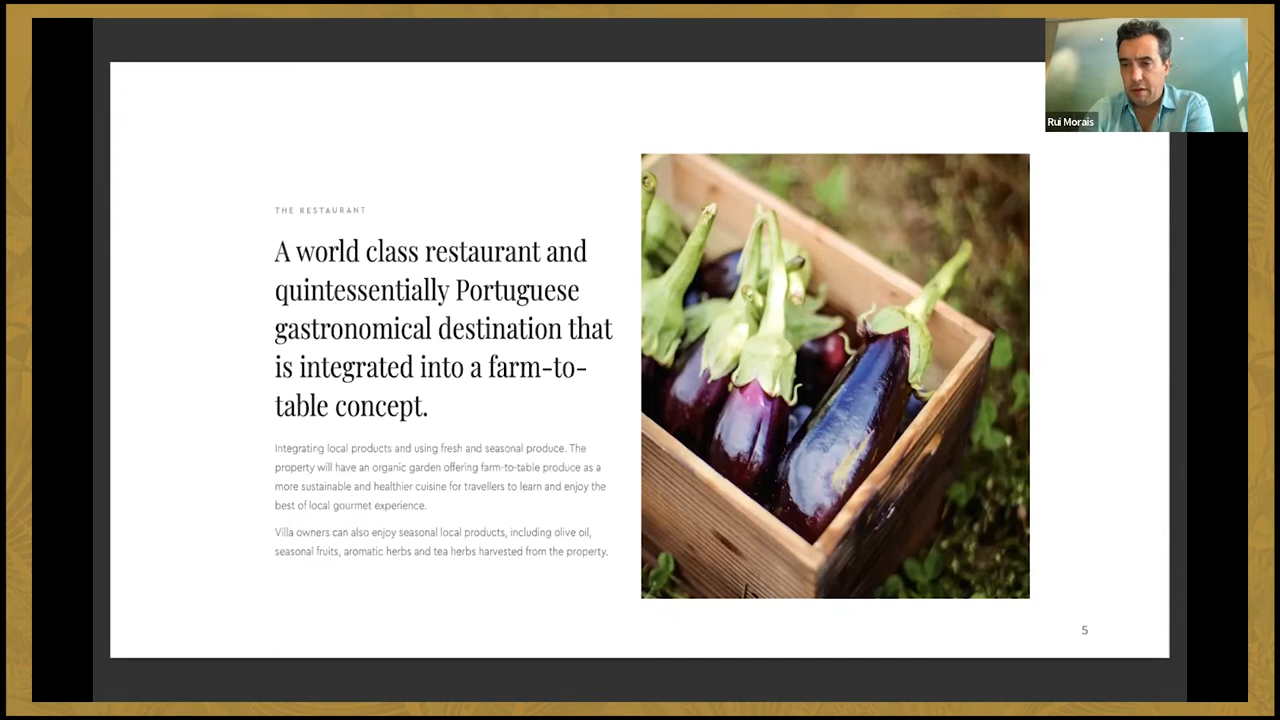 Rui Morais
THE RESTAURANT
A world class restaurant and
quintessentially Portuguese
gastronomical destination that
is integrated into a farm-to-
table concept.
Integrating local products and using fresh and seasonal produce. The
property will have an organic garden offering farm-to-table produce as a
more sustainable and healthier cuisine for travellers to learn and enjoy the
best of local gourmet experience.
Villa owners can also enjoy seasonal local products, including olive oil,
seasonal fruits, aromatic herbs and tea herbs harvested from the property.
5